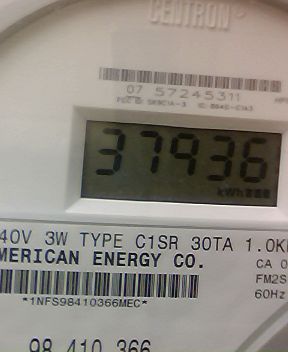 CENTRON
07 57245311
37936
kWh
40V 3W TYPE C1SR 30TA 1.0K
MERICAN ENERGY CO.
CA 0
FM2S
60Hz
*1NFS98410366MEC*
98 410 366